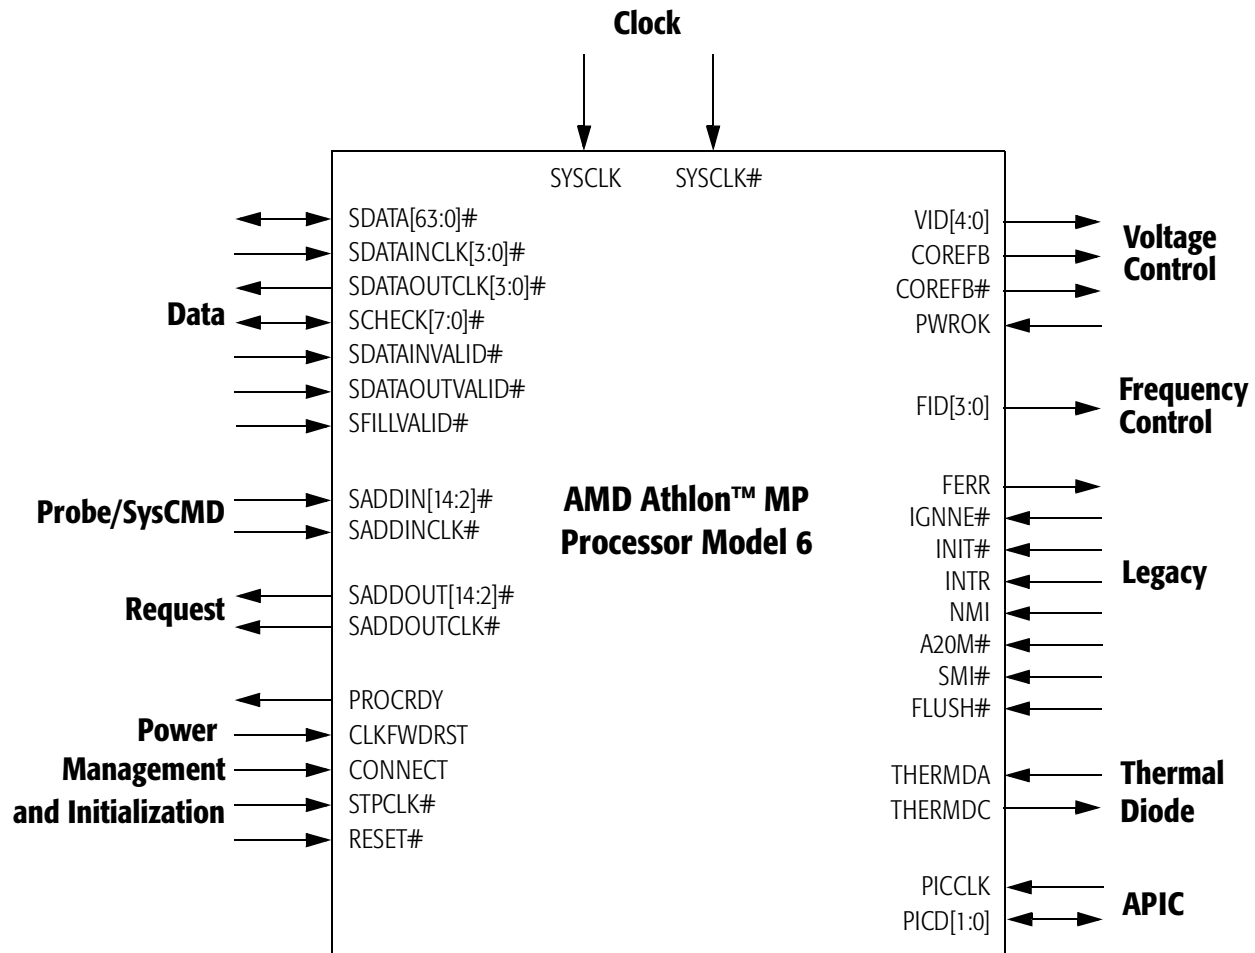 Clock
SYSCLK
SYSCLK#
Data
SDATA[63:0]#
SDATAINCLK[3:0]#
SDATAOUTCLK[3:0]#
SCHECK[7:0]#
SDATAINVALID#
SDATAOUTVALID#
SFILLVALID#
Probe/SysCMD
SADDIN[14:2]#
SADDINCLK#
Request
SADDOUT[14:2]#
SADDOUTCLK#
Power
Management
and Initialization
PROCRDY
CLKFWDRST
CONNECT
STPCLK#
RESET#
AMD Athlon™ MP
Processor Model 6
VID[4:0]
COREFB
COREFB#
PWROK
Voltage
Control
FID[3:0]
Frequency
Control
FERR
IGNNE#
INIT#
INTR
NMI
A20M#
SMI#
FLUSH#
Legacy
THERMDA
THERMDC
Thermal
Diode
PICCLK
PICD[1:0]
APIC